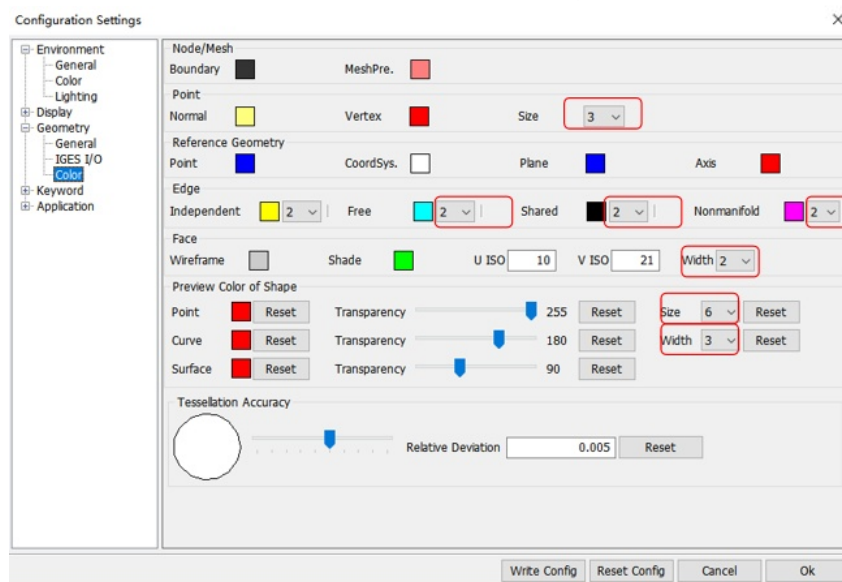 Configuration Settings
Environment
General
Color
Lighting
Display
Geometry
General
IGES I/O
Color
Keyword
Application
Node/Mesh
Boundary MeshPre.
Point
Normal Vertex Size 3
Reference Geometry
Point CoordSys. Plane Axis
Edge
Independent 2 Free 2 Shared 2 Nonmanifold 2
Face
Wireframe Shade U ISO 10 V ISO 21 Width 2
Preview Color of Shape
Point Reset Transparency 255 Reset Size 6 Reset
Curve Reset Transparency 180 Reset Width 3 Reset
Surface Reset Transparency 90 Reset
Tessellation Accuracy
Relative Deviation 0.005 Reset
Write Config Reset Config Cancel Ok